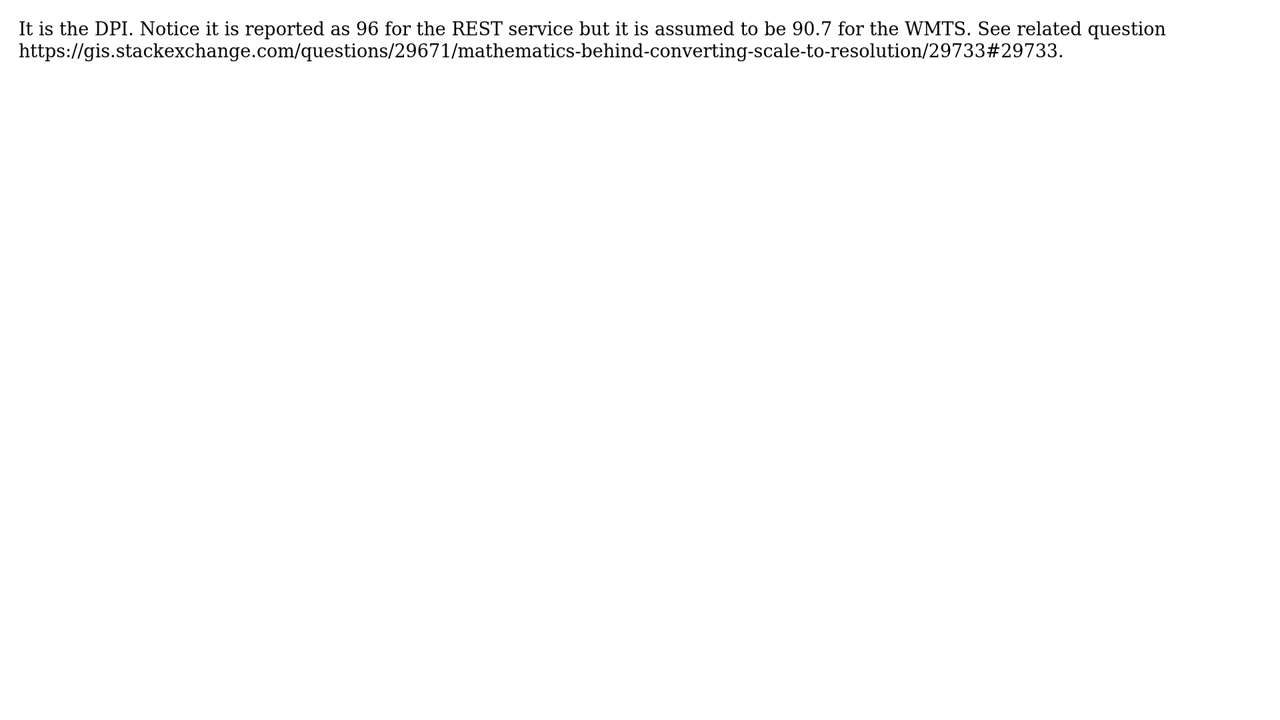 It is the DPI. Notice it is reported as 96 for the REST service but it is assumed to be 90.7 for the WMTS. See related question
https://gis.stackexchange.com/questions/29671/mathematics-behind-converting-scale-to-resolution/29733#29733.